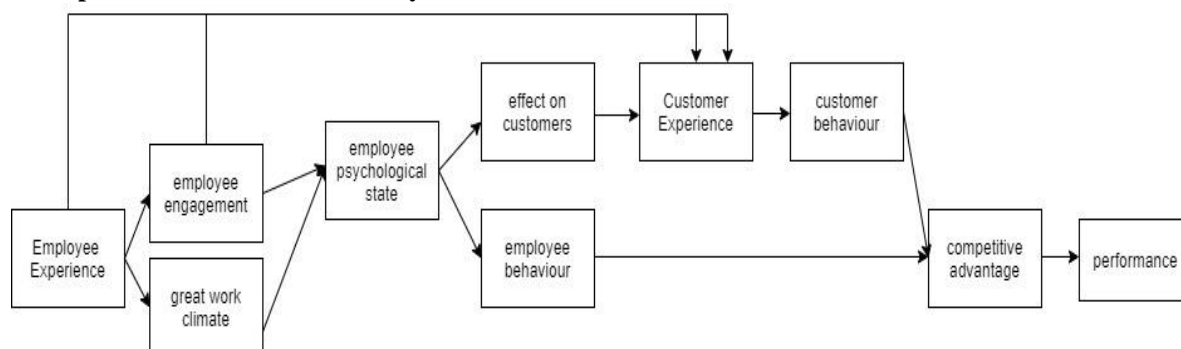 effect on
customers
Customer
Experience
customer
behaviour
employee
psychological
state
employee
engagement
Employee
Experience
great work
climate
employee
behaviour
competitive
advantage
performance